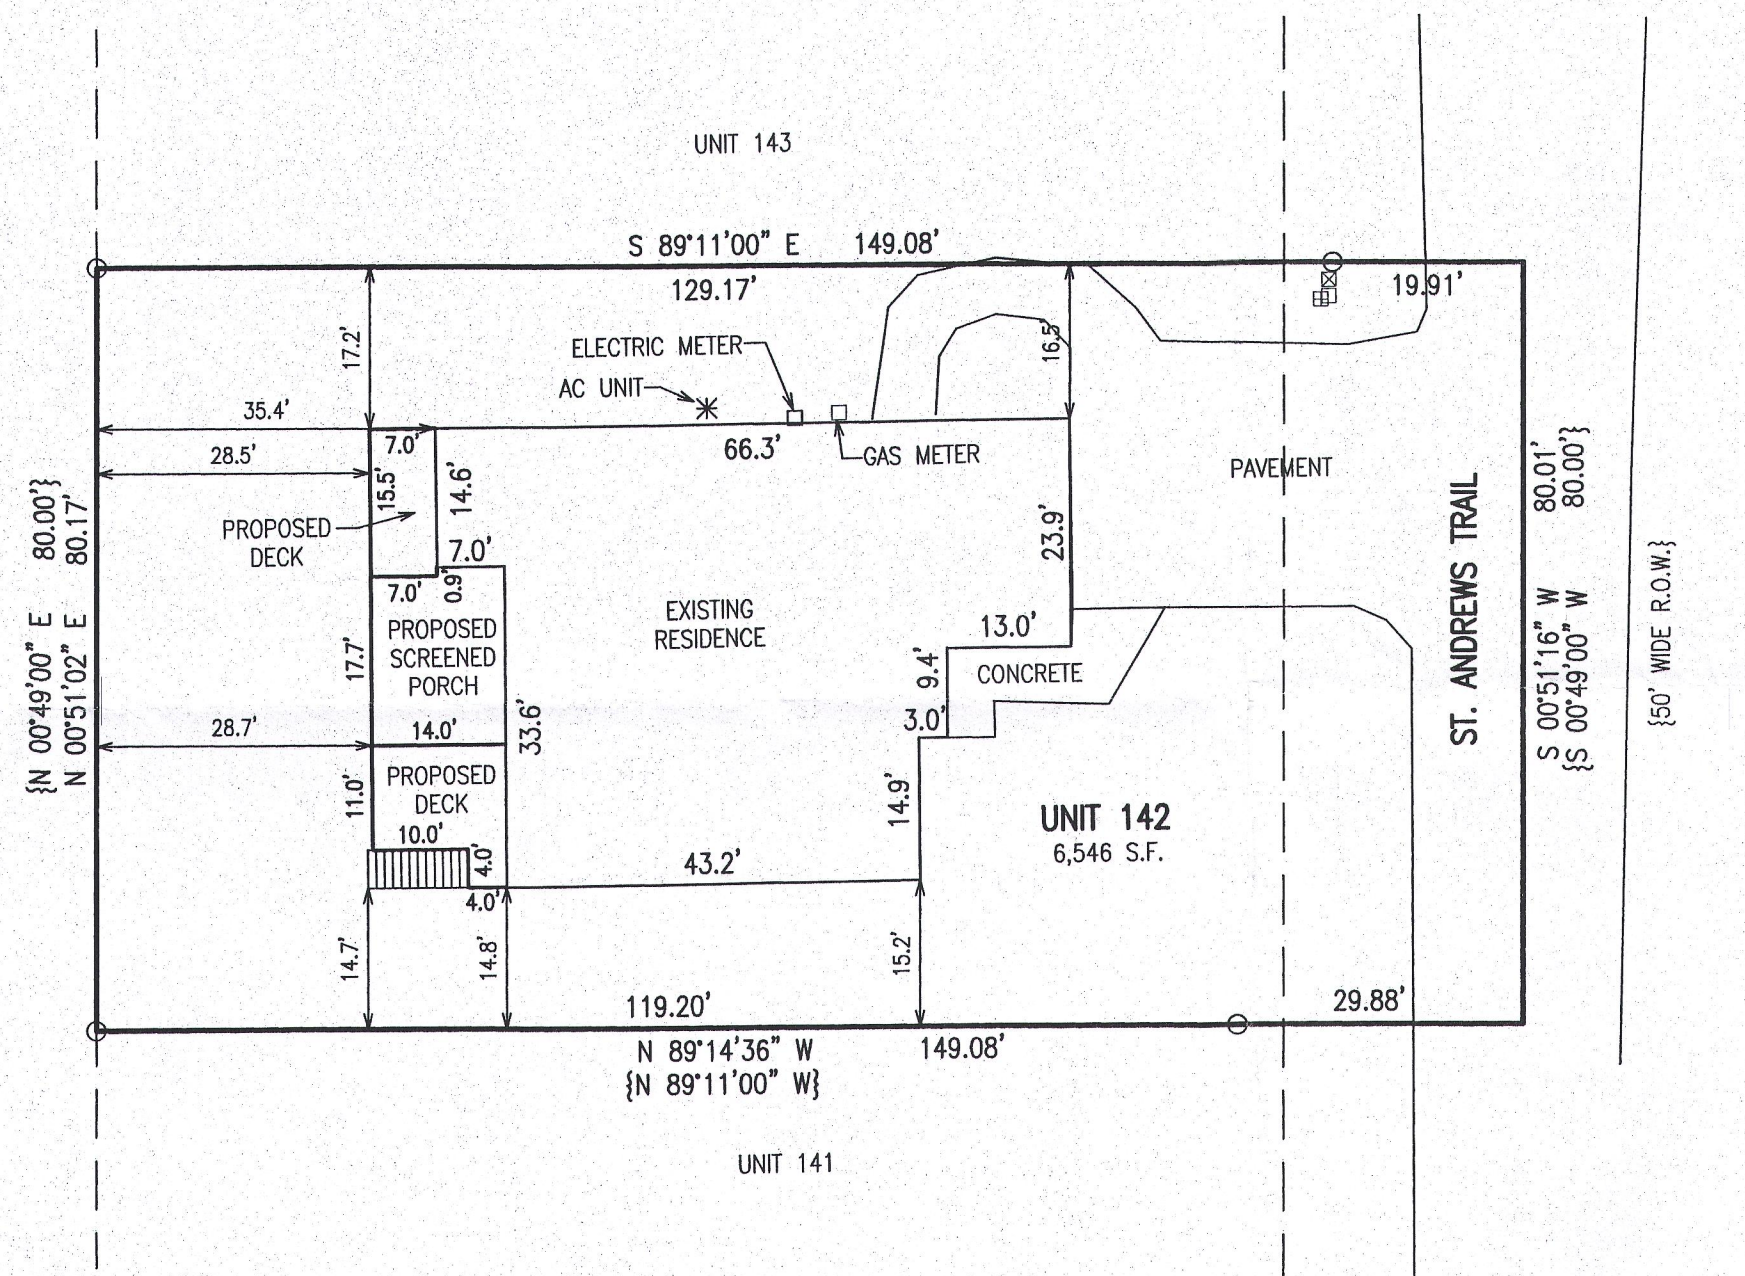 UNIT 143
S 89°11'00" E 149.08'
129.17'
19.91'
17.2'
ELECTRIC METER
16.5'
AC UNIT
35.4'
7.0'
66.3'
GAS METER
28.5'
15.5'
14.6'
PAVEMENT
PROPOSED
DECK
23.9'
7.0'
7.0'
0.9'
EXISTING
RESIDENCE
PROPOSED
SCREENED
PORCH
17.7'
13.0'
9.4'
CONCRETE
{N 00°49'00" E 80.00'}
N 00°51'02" E 80.17'
ST. ANDREWS TRAIL
S 00°51'16" W 80.01'
{S 00°49'00" W 80.00'}
{50' WIDE R.O.W.}
28.7'
14.0'
33.6'
3.0'
PROPOSED
DECK
11.0'
10.0'
4.0'
14.9'
UNIT 142
6,546 S.F.
43.2'
4.0'
14.7'
14.8'
15.2'
119.20'
29.88'
N 89°14'36" W 149.08'
{N 89°11'00" W}
UNIT 141